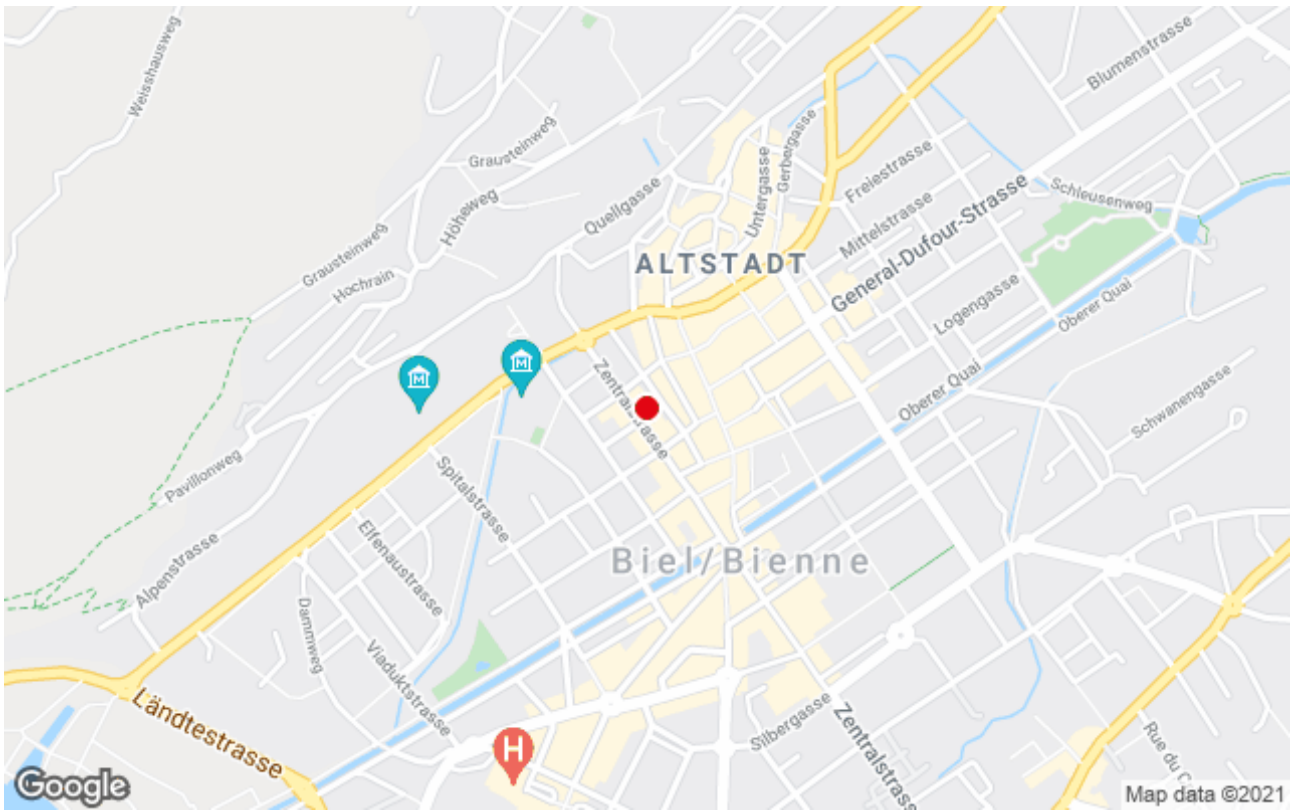 Weisshausweg
Blumenstrasse
Grausteinweg
Gerbergasse
Untergasse
Freiestrasse
Höheweg
Quellgasse
Schleusenweg
Mittelstrasse
Grausteinweg
Hochrain
ALTSTADT
General-Dufour-Strasse
Logengasse
Oberer Quai
M
M
Zentralstrasse
Oberer Quai
Schwanengasse
Pavillonweg
Spitalstrasse
Elfenaustrasse
Biel/Bienne
Alpenstrasse
Dammweg
Viaduktstrasse
Ländtestrasse
Silbergasse
Zentralstrasse
H
Google
Map data ©2021